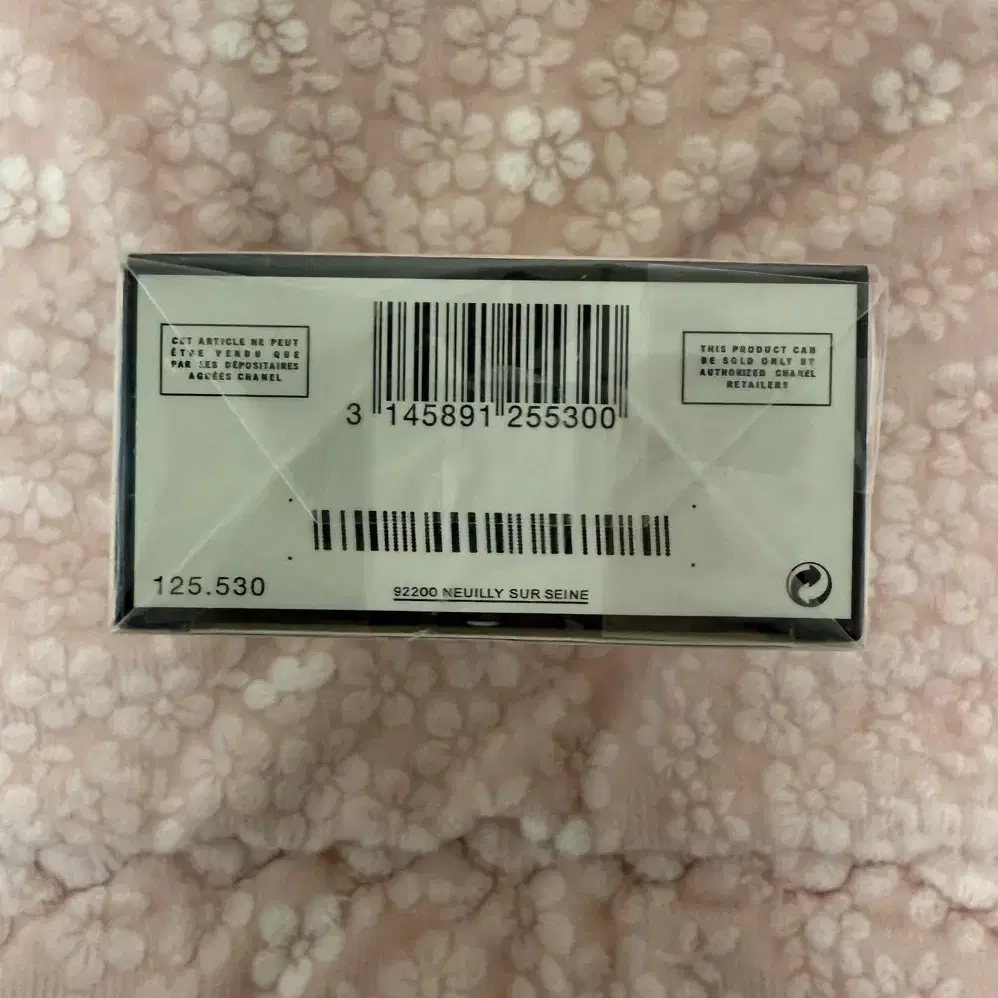 CET ARTICLE NE PEUT
ÊTRE VENDU QUE
PAR LES DÉPOSITAIRES
AGRÉES CHANEL
THIS PRODUCT CAN
BE SOLD ONLY BY
AUTHORIZED CHANEL
RETAILERS
3 145891 255300
125.530
92200 NEUILLY SUR SEINE